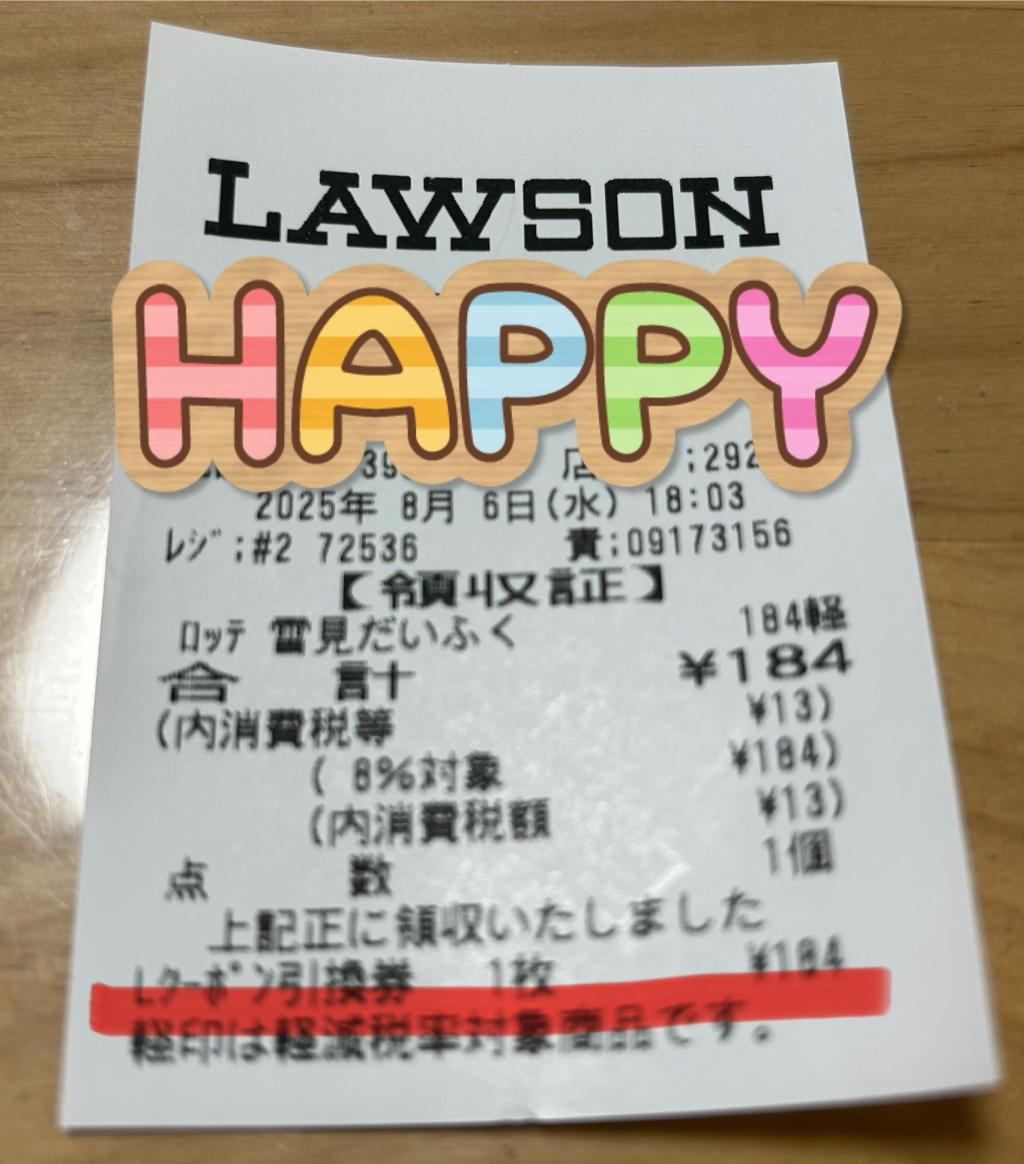 LAWSON
HAPPY
店 ;292
2025年 8月 6日(水) 18:03
レジ;#2 72536 責;09173156
【領収証】
ロッテ 雪見だいふく 184軽
合 計 ¥184
(内消費税等 ¥13)
( 8%対象 ¥184)
(内消費税額 ¥13)
点 数 1個
上記正に領収いたしました
Lクーポン引換券 1枚 ¥184
軽印は軽減税率対象商品です。